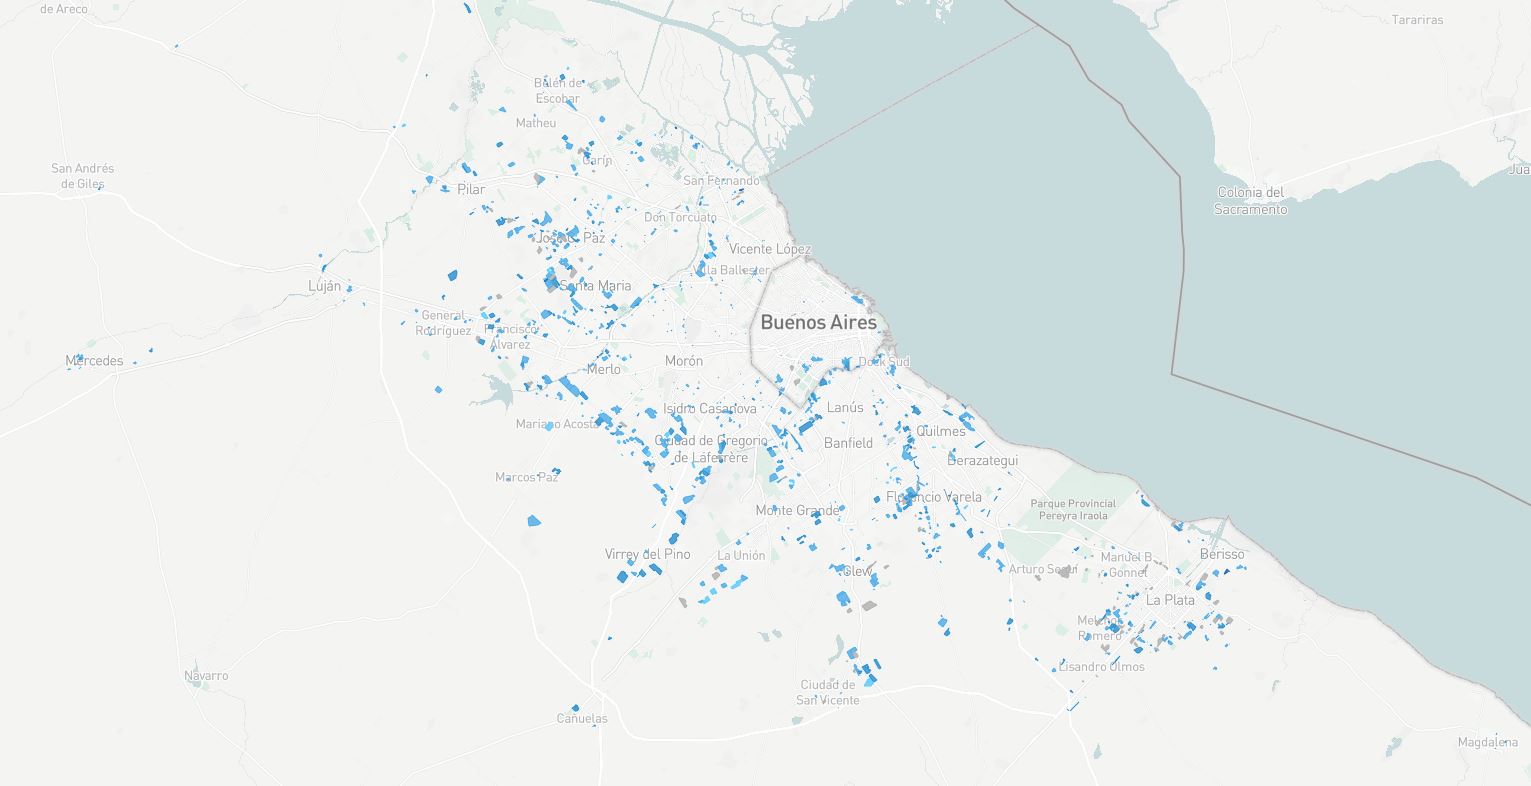 de Areco
Tarariras
Belén de
Escobar
Matheu
Garín
San Andrés
de Giles
Pilar
San Fernando
Colonia del
Sacramento
Don Torcuato
José C. Paz
Vicente López
Villa Ballester
Luján
Santa Maria
General
Rodríguez
Francisco
Álvarez
Buenos Aires
Mercedes
Merlo
Morón
Dock Sud
Isidro Casanova
Lanús
Mariano Acosta
Quilmes
Ciudad de Gregorio
de Laferrere
Banfield
Berazategui
Marcos Paz
Florencio Varela
Monte Grande
Parque Provincial
Pereyra Iraola
Virrey del Pino
La Unión
Manuel B.
Gonnet
Berisso
Arturo Seguí
Glew
La Plata
Melchor
Romero
Lisandro Olmos
Navarro
Ciudad de
San Vicente
Cañuelas
Magdalena